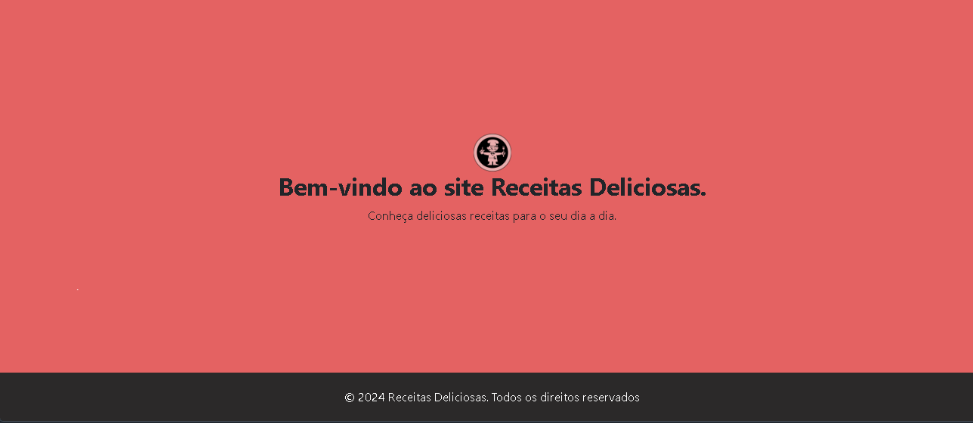 Bem-vindo ao site Receitas Deliciosas.
Conheça deliciosas receitas para o seu dia a dia.
© 2024 Receitas Deliciosas. Todos os direitos reservados